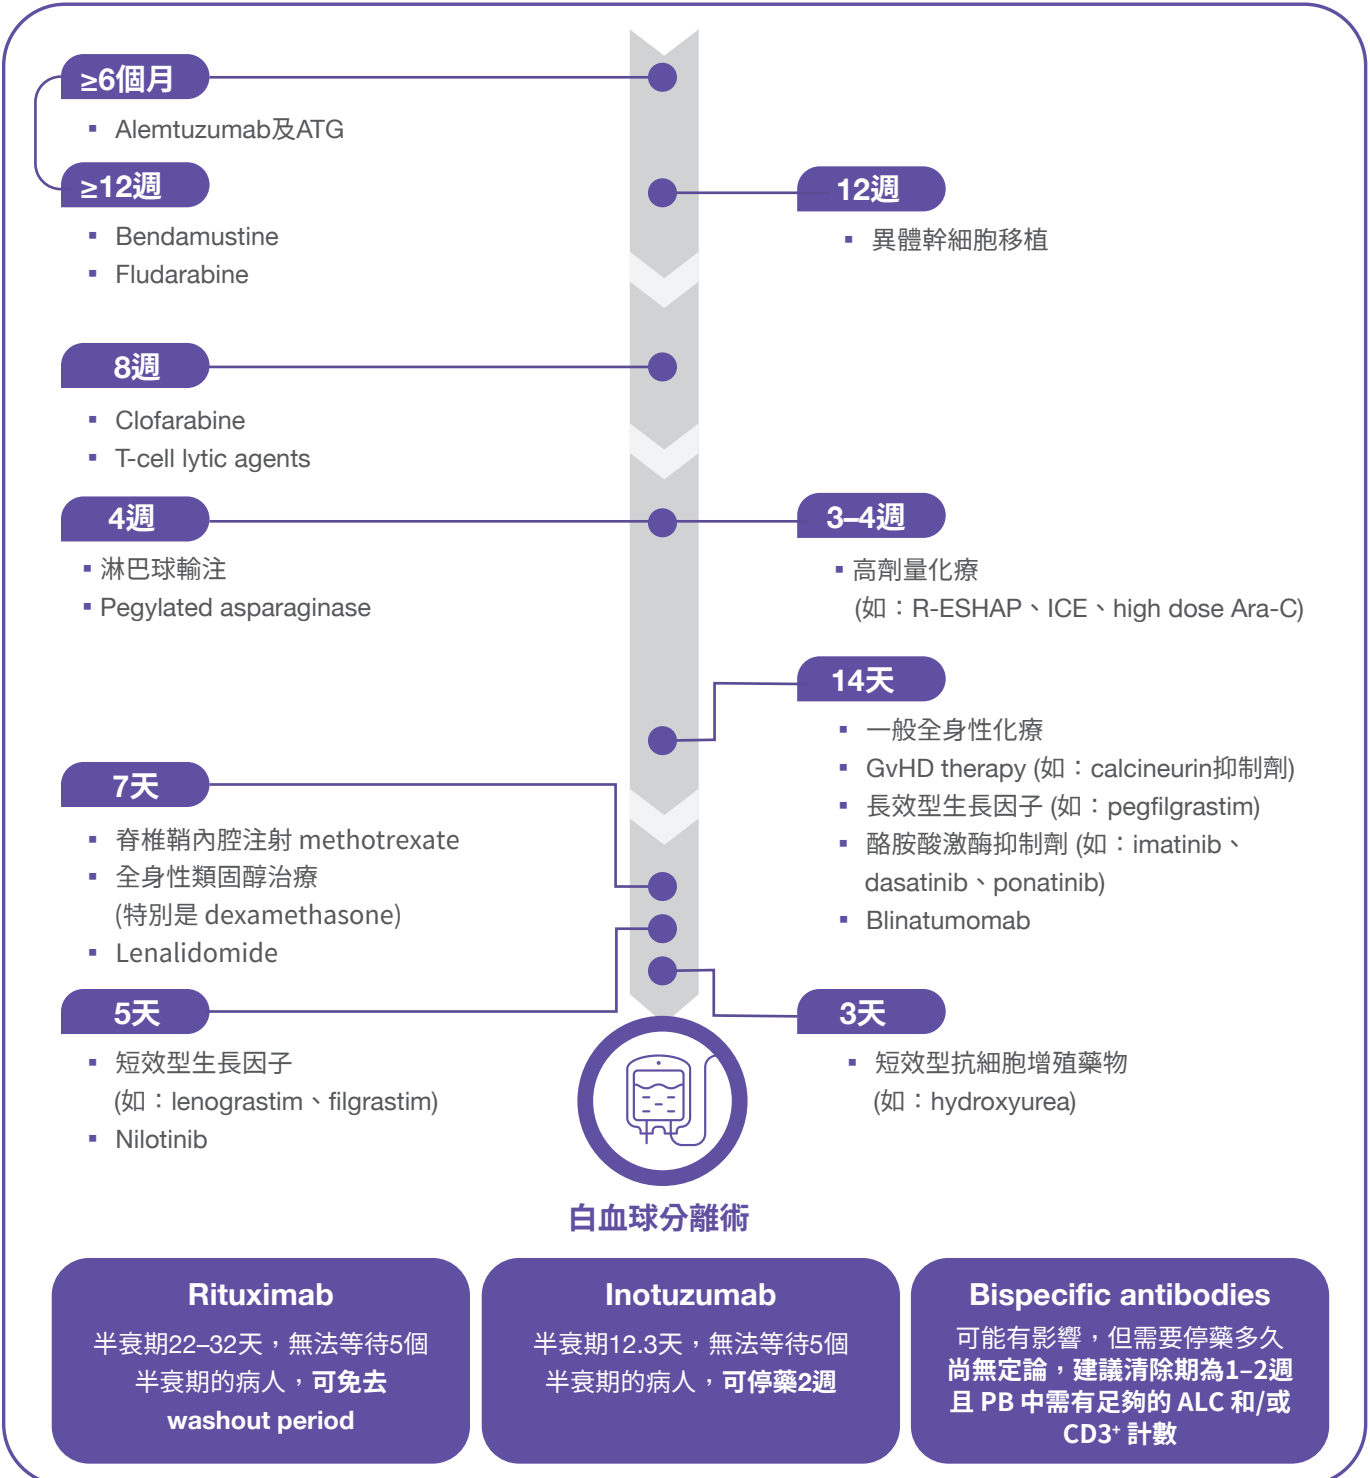 ≥6個月
▪ Alemtuzumab及ATG
≥12週
▪ Bendamustine
▪ Fludarabine
12週
▪ 異體幹細胞移植
8週
▪ Clofarabine
▪ T-cell lytic agents
4週
▪ 淋巴球輸注
▪ Pegylated asparaginase
3–4週
▪ 高劑量化療
(如：R-ESHAP、ICE、high dose Ara-C)
14天
▪ 一般全身性化療
▪ GvHD therapy (如：calcineurin抑制劑)
▪ 長效型生長因子 (如：pegfilgrastim)
▪ 酪胺酸激酶抑制劑 (如：imatinib、
dasatinib、ponatinib)
▪ Blinatumomab
7天
▪ 脊椎鞘內腔注射 methotrexate
▪ 全身性類固醇治療
(特別是 dexamethasone)
▪ Lenalidomide
5天
▪ 短效型生長因子
(如：lenograstim、filgrastim)
▪ Nilotinib
3天
▪ 短效型抗細胞增殖藥物
(如：hydroxyurea)
白血球分離術
Rituximab
半衰期22–32天，無法等待5個
半衰期的病人，可免去
washout period
Inotuzumab
半衰期12.3天，無法等待5個
半衰期的病人，可停藥2週
Bispecific antibodies
可能有影響，但需要停藥多久
尚無定論，建議清除期為1–2週
且 PB 中需有足夠的 ALC 和/或
CD3⁺ 計數